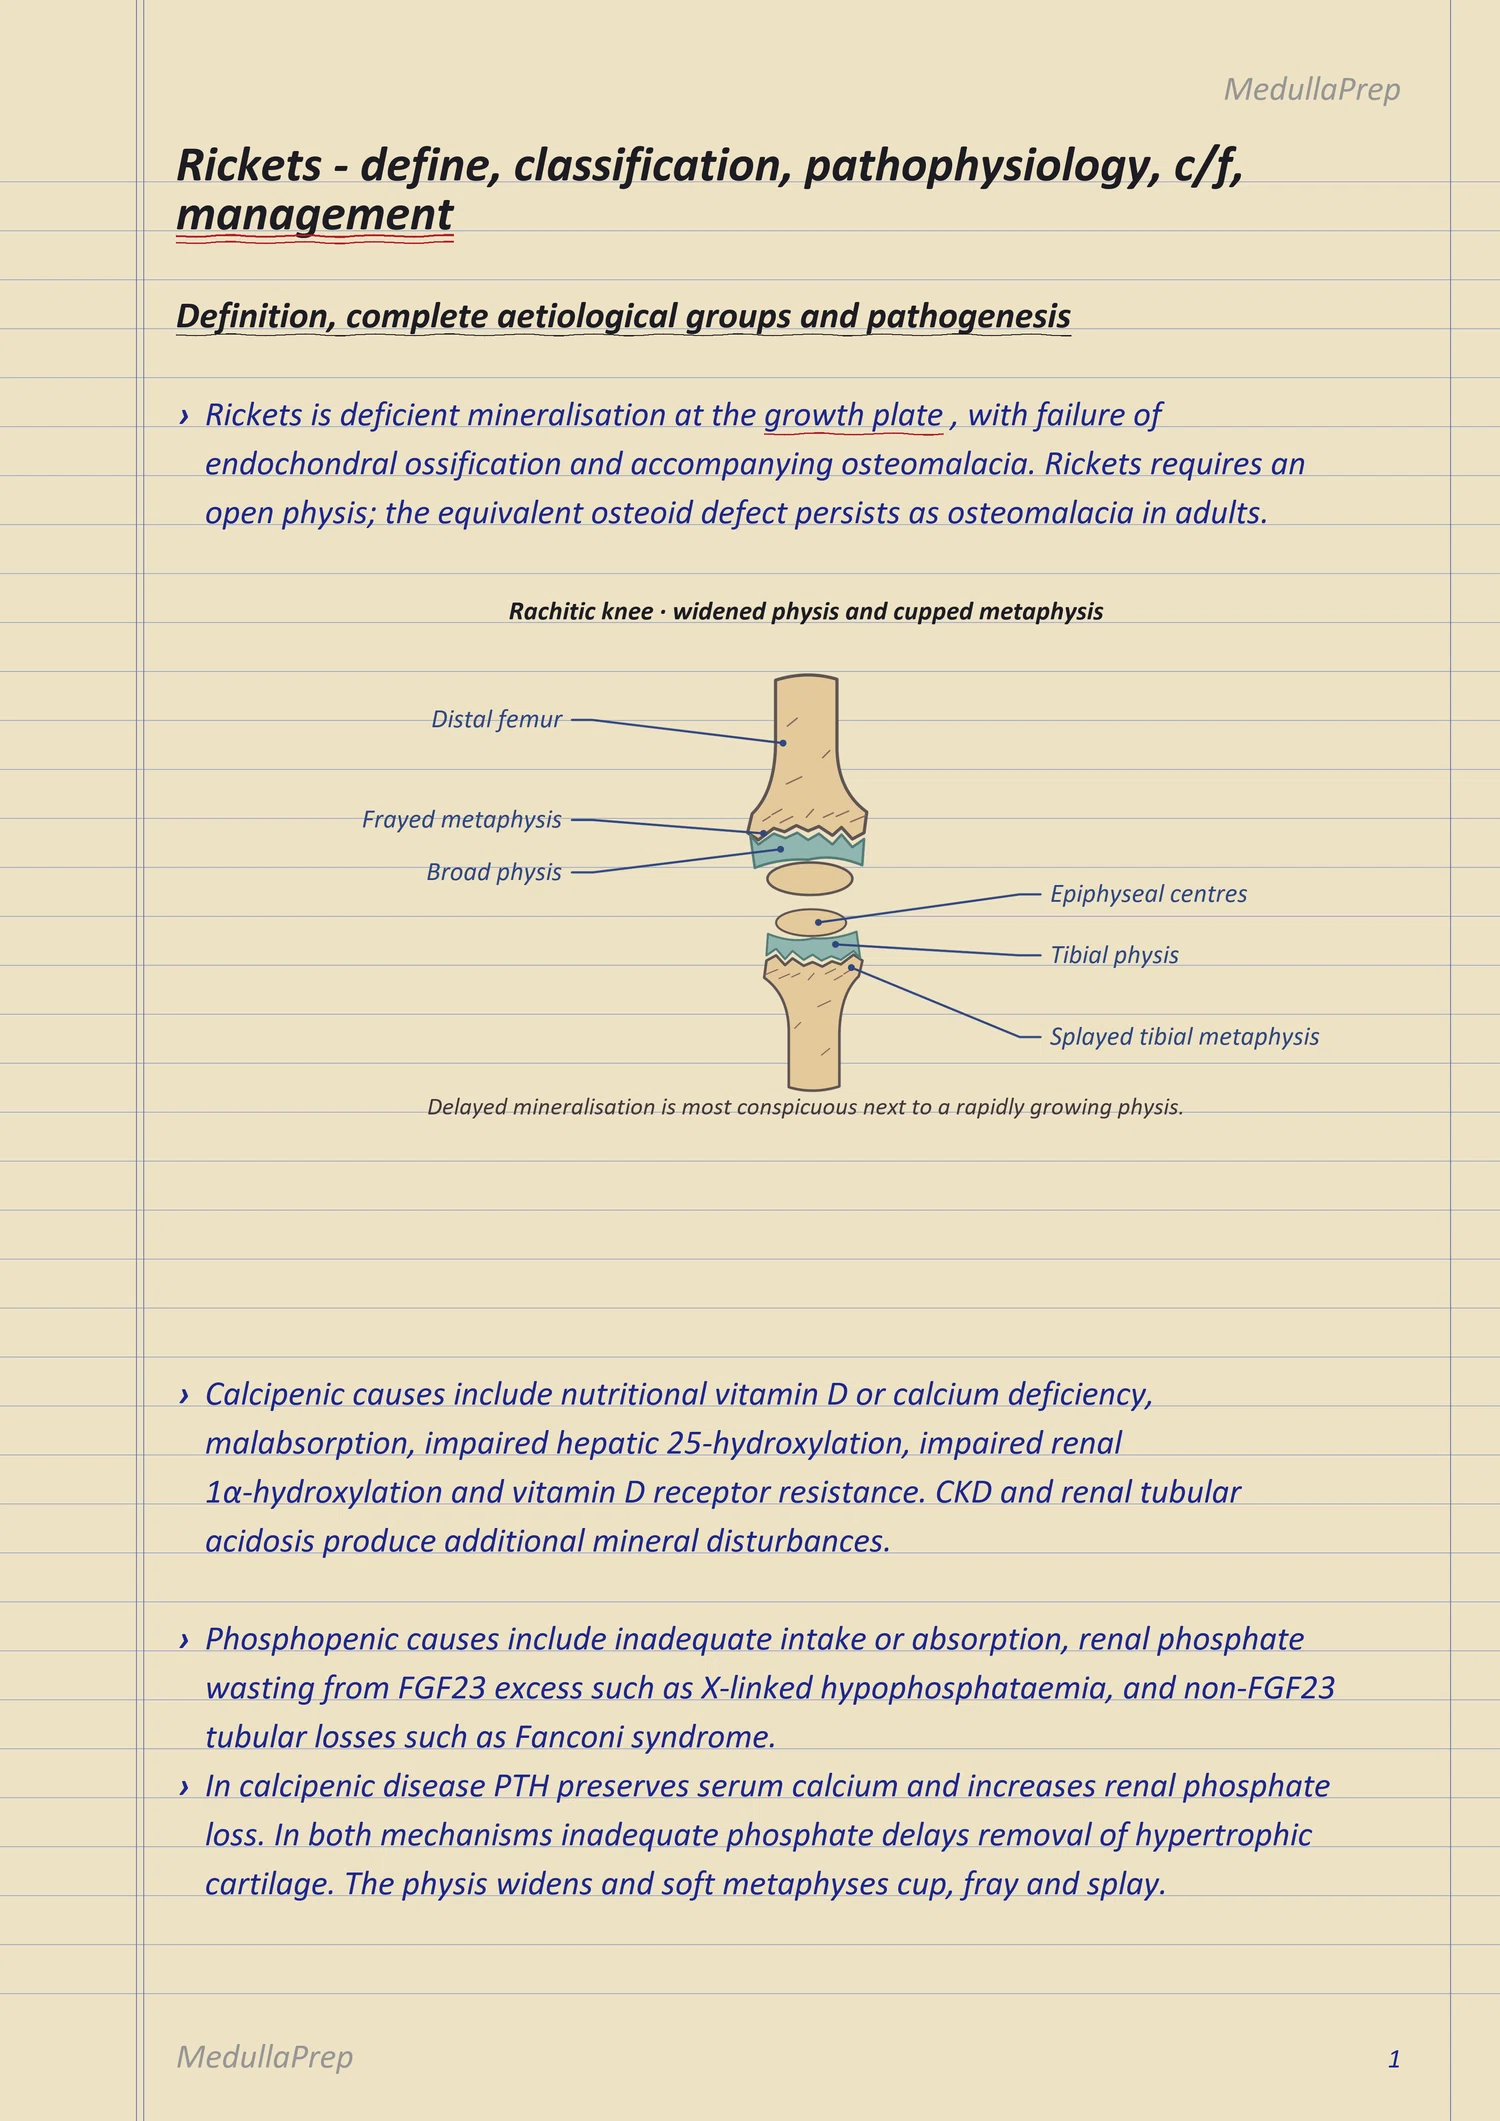 MedullaPrep
Rickets - define, classification, pathophysiology, c/f,
management
Definition, complete aetiological groups and pathogenesis
› Rickets is deficient mineralisation at the growth plate , with failure of
endochondral ossification and accompanying osteomalacia. Rickets requires an
open physis; the equivalent osteoid defect persists as osteomalacia in adults.
Rachitic knee · widened physis and cupped metaphysis
Distal femur
Frayed metaphysis
Broad physis
Epiphyseal centres
Tibial physis
Splayed tibial metaphysis
Delayed mineralisation is most conspicuous next to a rapidly growing physis.
› Calcipenic causes include nutritional vitamin D or calcium deficiency,
malabsorption, impaired hepatic 25-hydroxylation, impaired renal
1α-hydroxylation and vitamin D receptor resistance. CKD and renal tubular
acidosis produce additional mineral disturbances.
› Phosphopenic causes include inadequate intake or absorption, renal phosphate
wasting from FGF23 excess such as X-linked hypophosphataemia, and non-FGF23
tubular losses such as Fanconi syndrome.
› In calcipenic disease PTH preserves serum calcium and increases renal phosphate
loss. In both mechanisms inadequate phosphate delays removal of hypertrophic
cartilage. The physis widens and soft metaphyses cup, fray and splay.
MedullaPrep
1